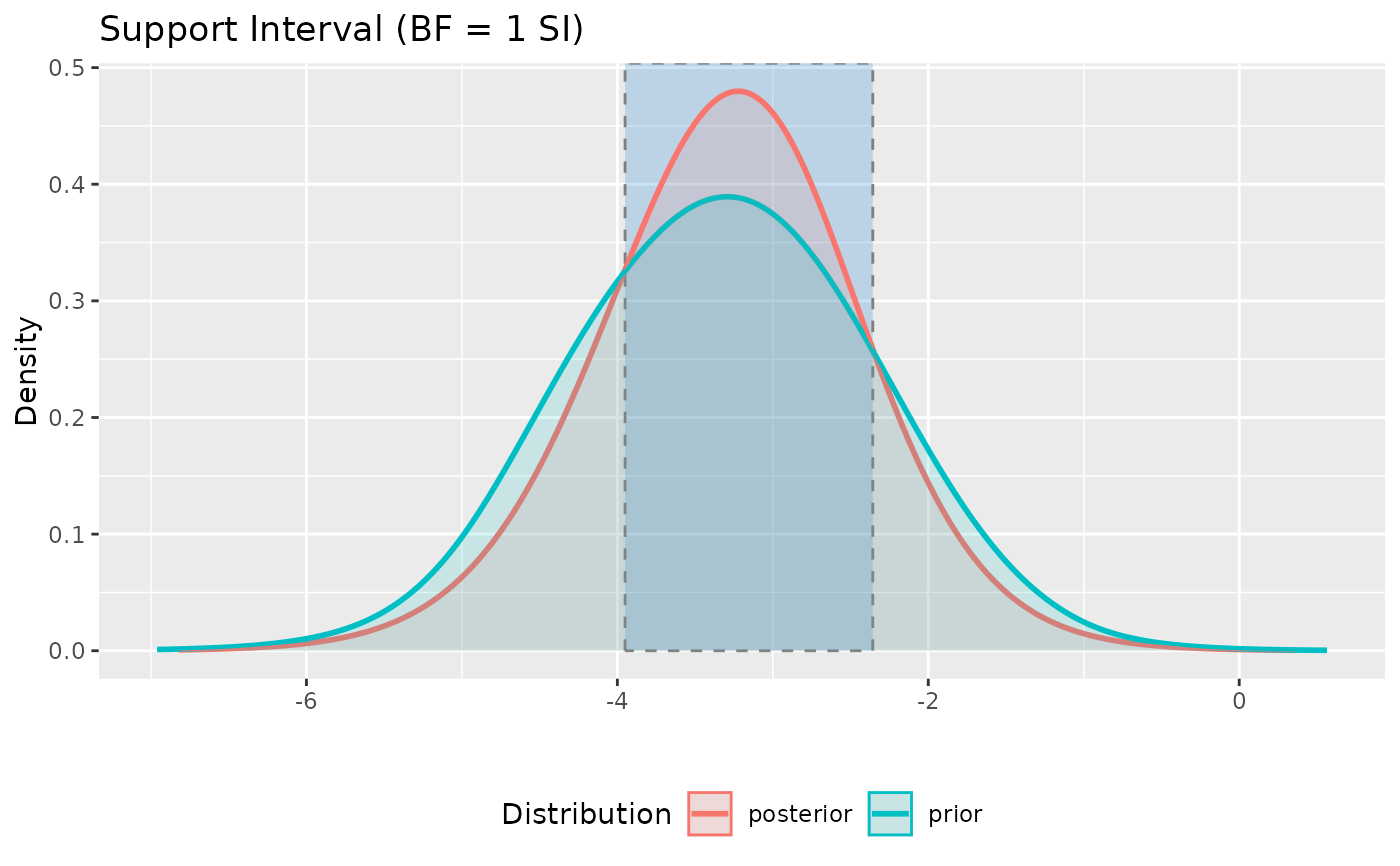 Support Interval (BF = 1 SI)
0.5
0.4
0.3
0.2
0.1
0.0
Density
-6 -4 -2 0
Distribution posterior prior